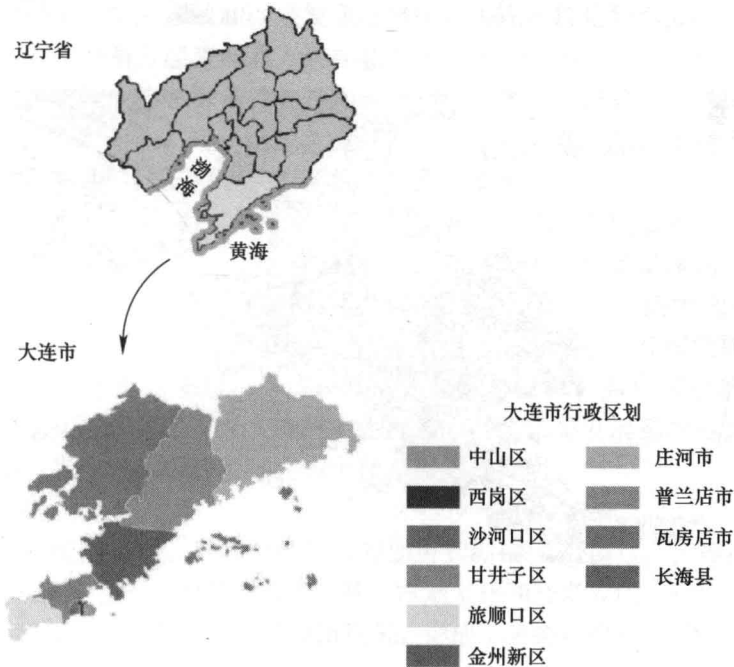 辽宁省
渤海
黄海
大连市
大连市行政区划
中山区
西岗区
沙河口区
甘井子区
旅顺口区
金州新区
庄河市
普兰店市
瓦房店市
长海县